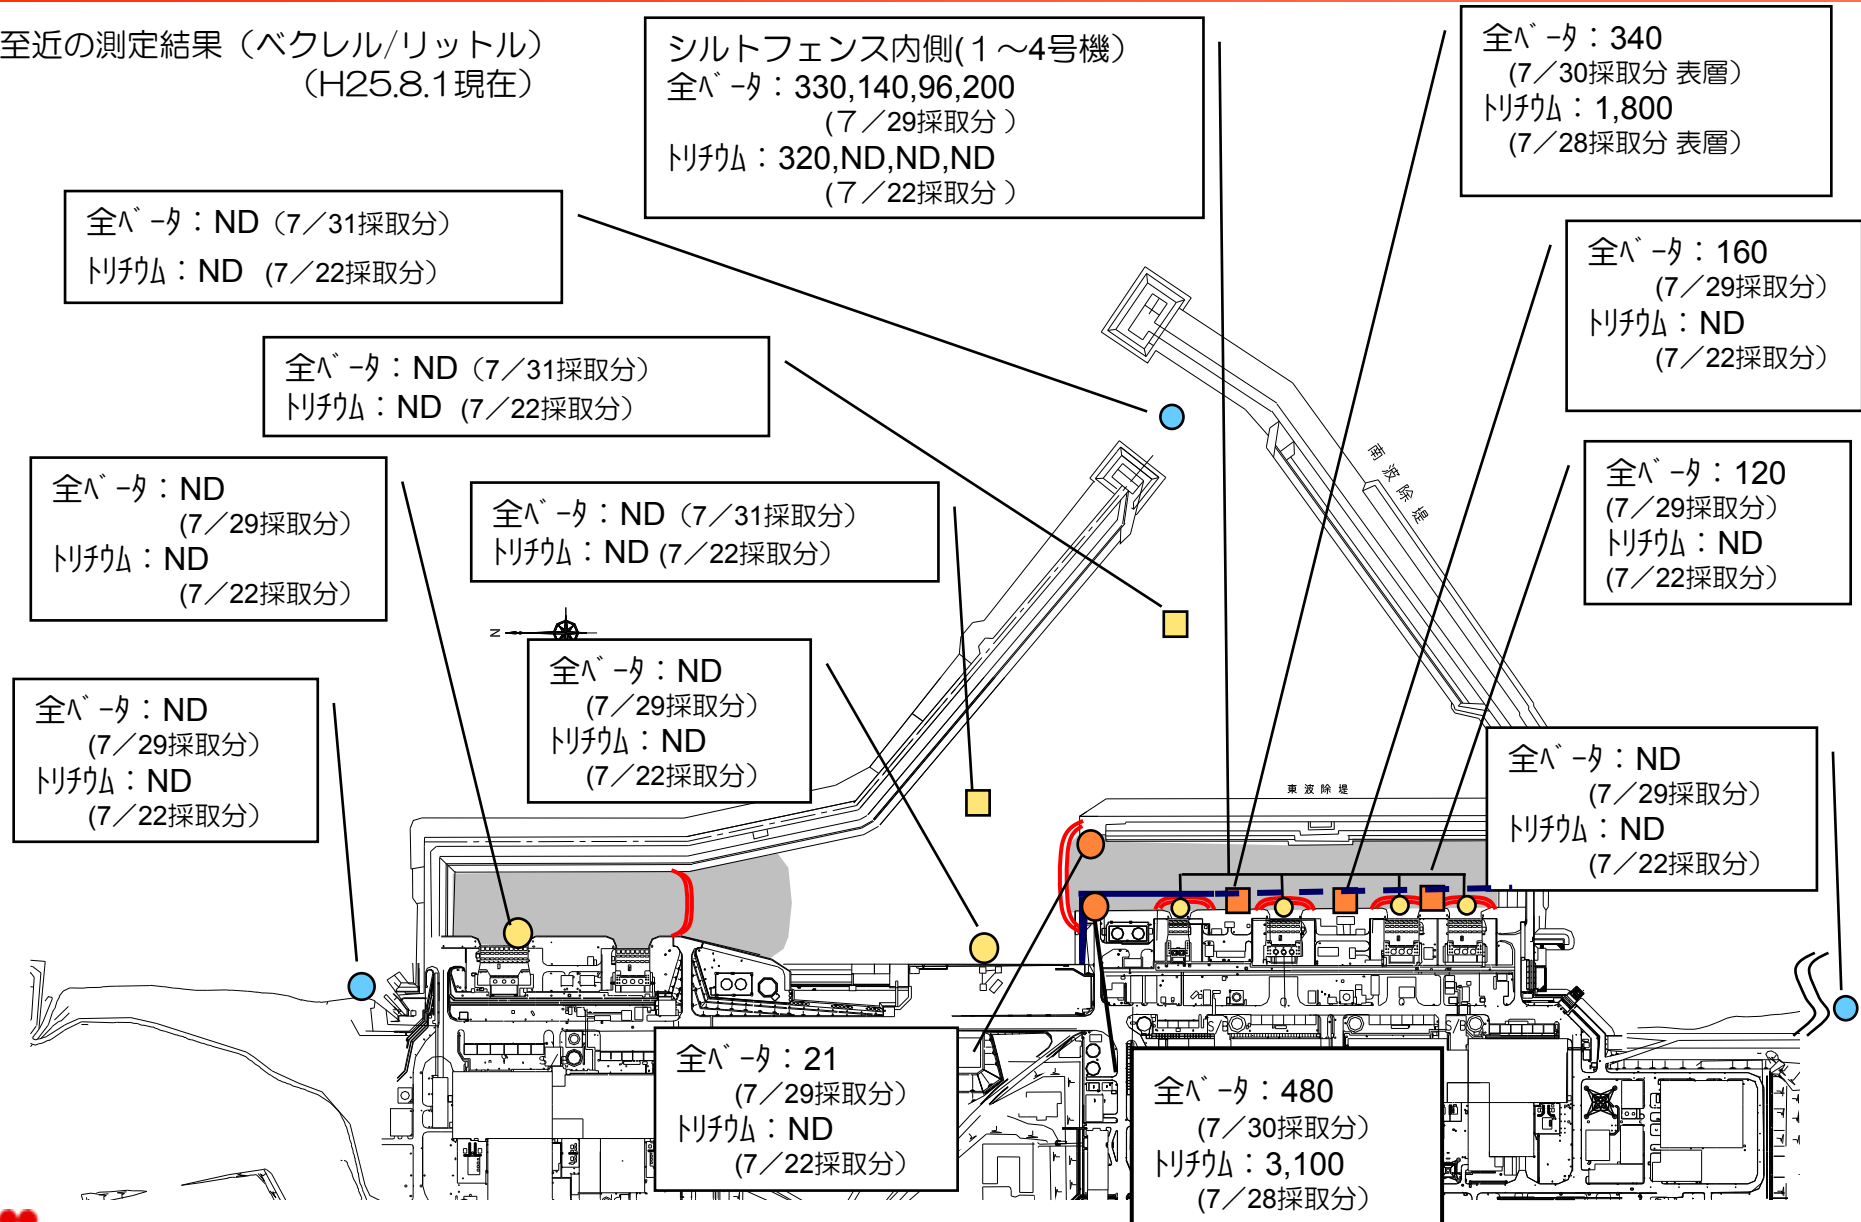 至近の測定結果（ベクレル/リットル）
（H25.8.1現在）
シルトフェンス内側(１～4号機）
全ﾍﾞｰﾀ：330,140,96,200
(７／29採取分 ）
ﾄﾘﾁｳﾑ：320,ND,ND,ND
(７／22採取分 ）
全ﾍﾞｰﾀ：340
(7／30採取分 表層）
ﾄﾘﾁｳﾑ：1,800
(7／28採取分 表層）
全ﾍﾞｰﾀ：ND（7／31採取分）
ﾄﾘﾁｳﾑ：ND (7／22採取分）
全ﾍﾞｰﾀ：160
(7／29採取分）
ﾄﾘﾁｳﾑ：ND
(7／22採取分）
全ﾍﾞｰﾀ：ND（7／31採取分）
ﾄﾘﾁｳﾑ：ND (7／22採取分）
全ﾍﾞｰﾀ：ND
(7／29採取分）
ﾄﾘﾁｳﾑ：ND
(7／22採取分）
全ﾍﾞｰﾀ：ND（7／31採取分）
ﾄﾘﾁｳﾑ：ND (7／22採取分）
南波除堤
全ﾍﾞｰﾀ：120
(7／29採取分）
ﾄﾘﾁｳﾑ：ND
(7／22採取分）
N
全ﾍﾞｰﾀ：ND
(7／29採取分）
ﾄﾘﾁｳﾑ：ND
(7／22採取分）
全ﾍﾞｰﾀ：ND
(7／29採取分）
ﾄﾘﾁｳﾑ：ND
(7／22採取分）
東波除堤
全ﾍﾞｰﾀ：ND
(7／29採取分）
ﾄﾘﾁｳﾑ：ND
(7／22採取分）
S/B
S/B
全ﾍﾞｰﾀ：21
(7／29採取分）
ﾄﾘﾁｳﾑ：ND
(7／22採取分）
全ﾍﾞｰﾀ：480
(7／30採取分）
ﾄﾘﾁｳﾑ：3,100
(7／28採取分）